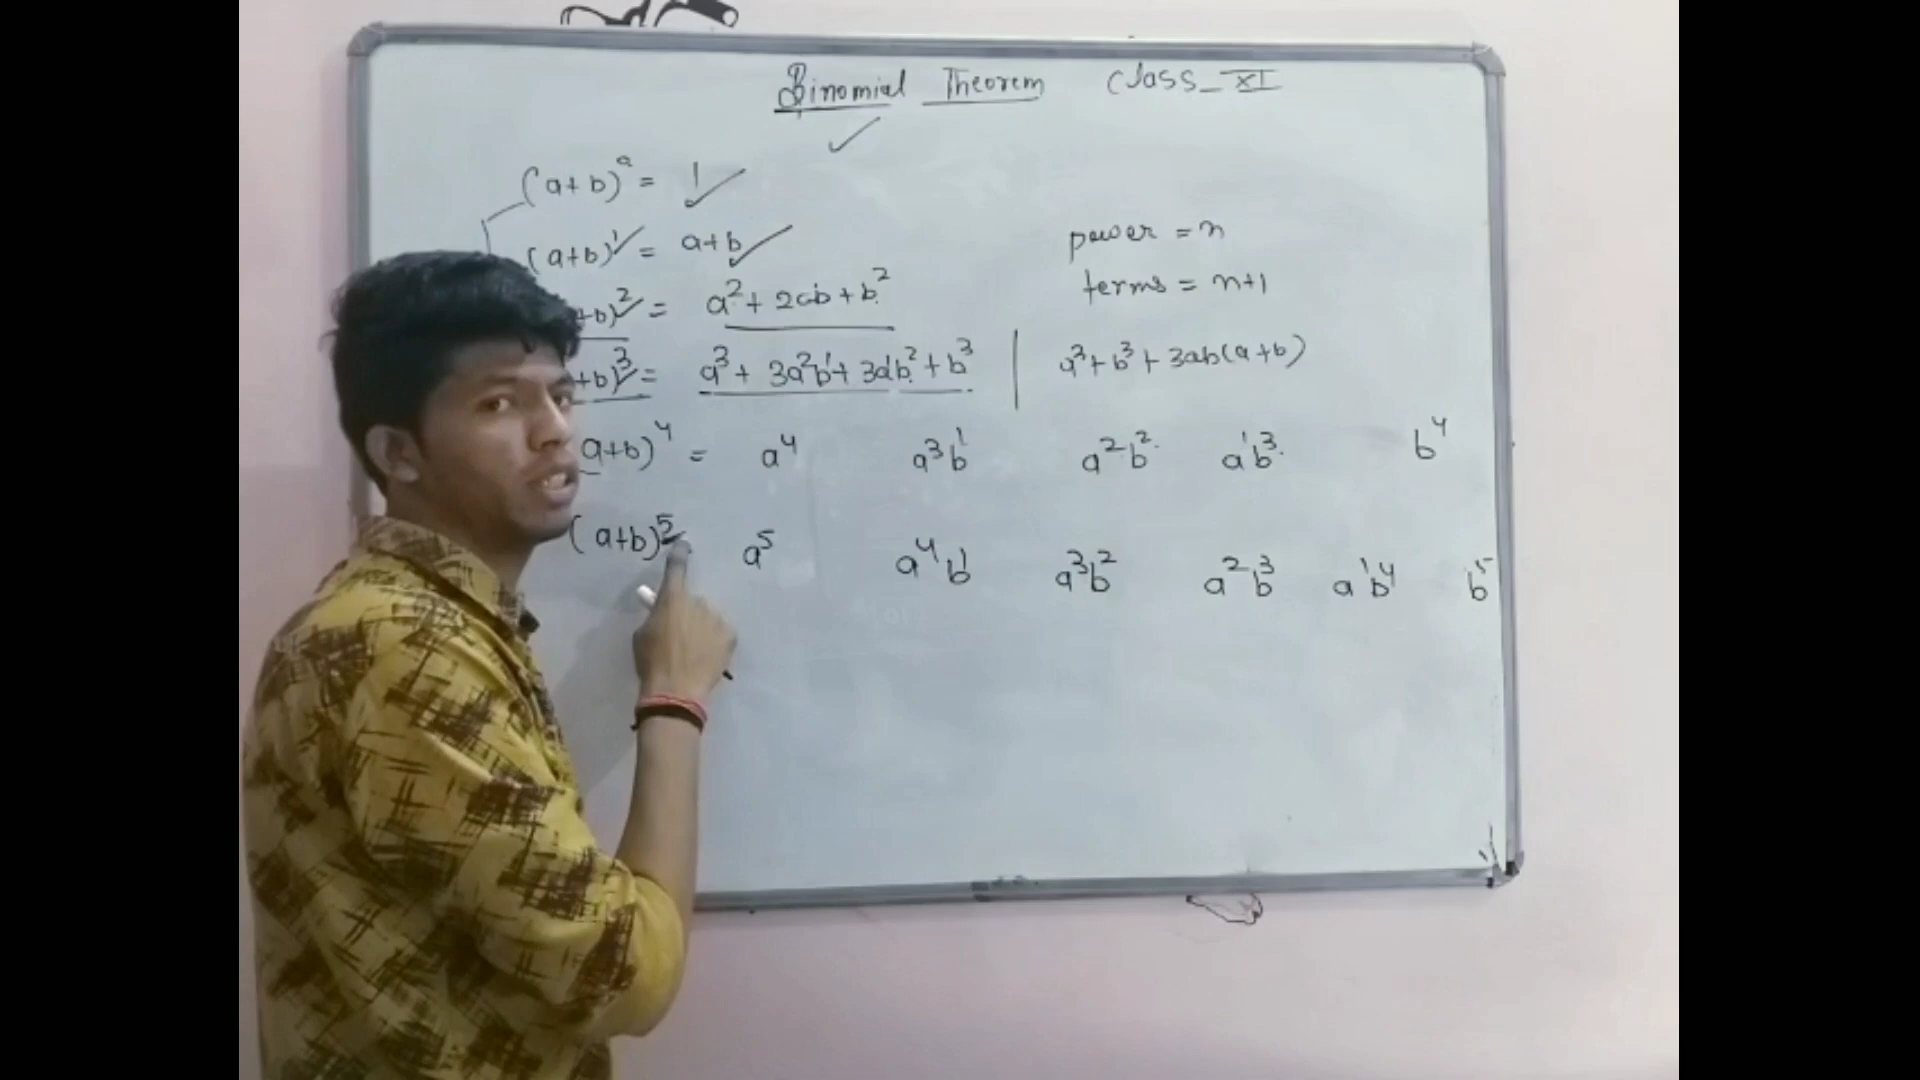 Binomial Theorem Class_XI
(a+b)⁰ = 1
(a+b)¹ = a+b
+b)² = a² + 2ab + b²
+b)³ = a³ + 3a²b¹ + 3a¹b² + b³
power = n
terms = n+1
a³ + b³ + 3ab(a+b)
(a+b)⁴ = a⁴ a³b¹ a²b² a¹b³ b⁴
(a+b)⁵ a⁵ a⁴b¹ a³b² a²b³ a¹b⁴ b⁵